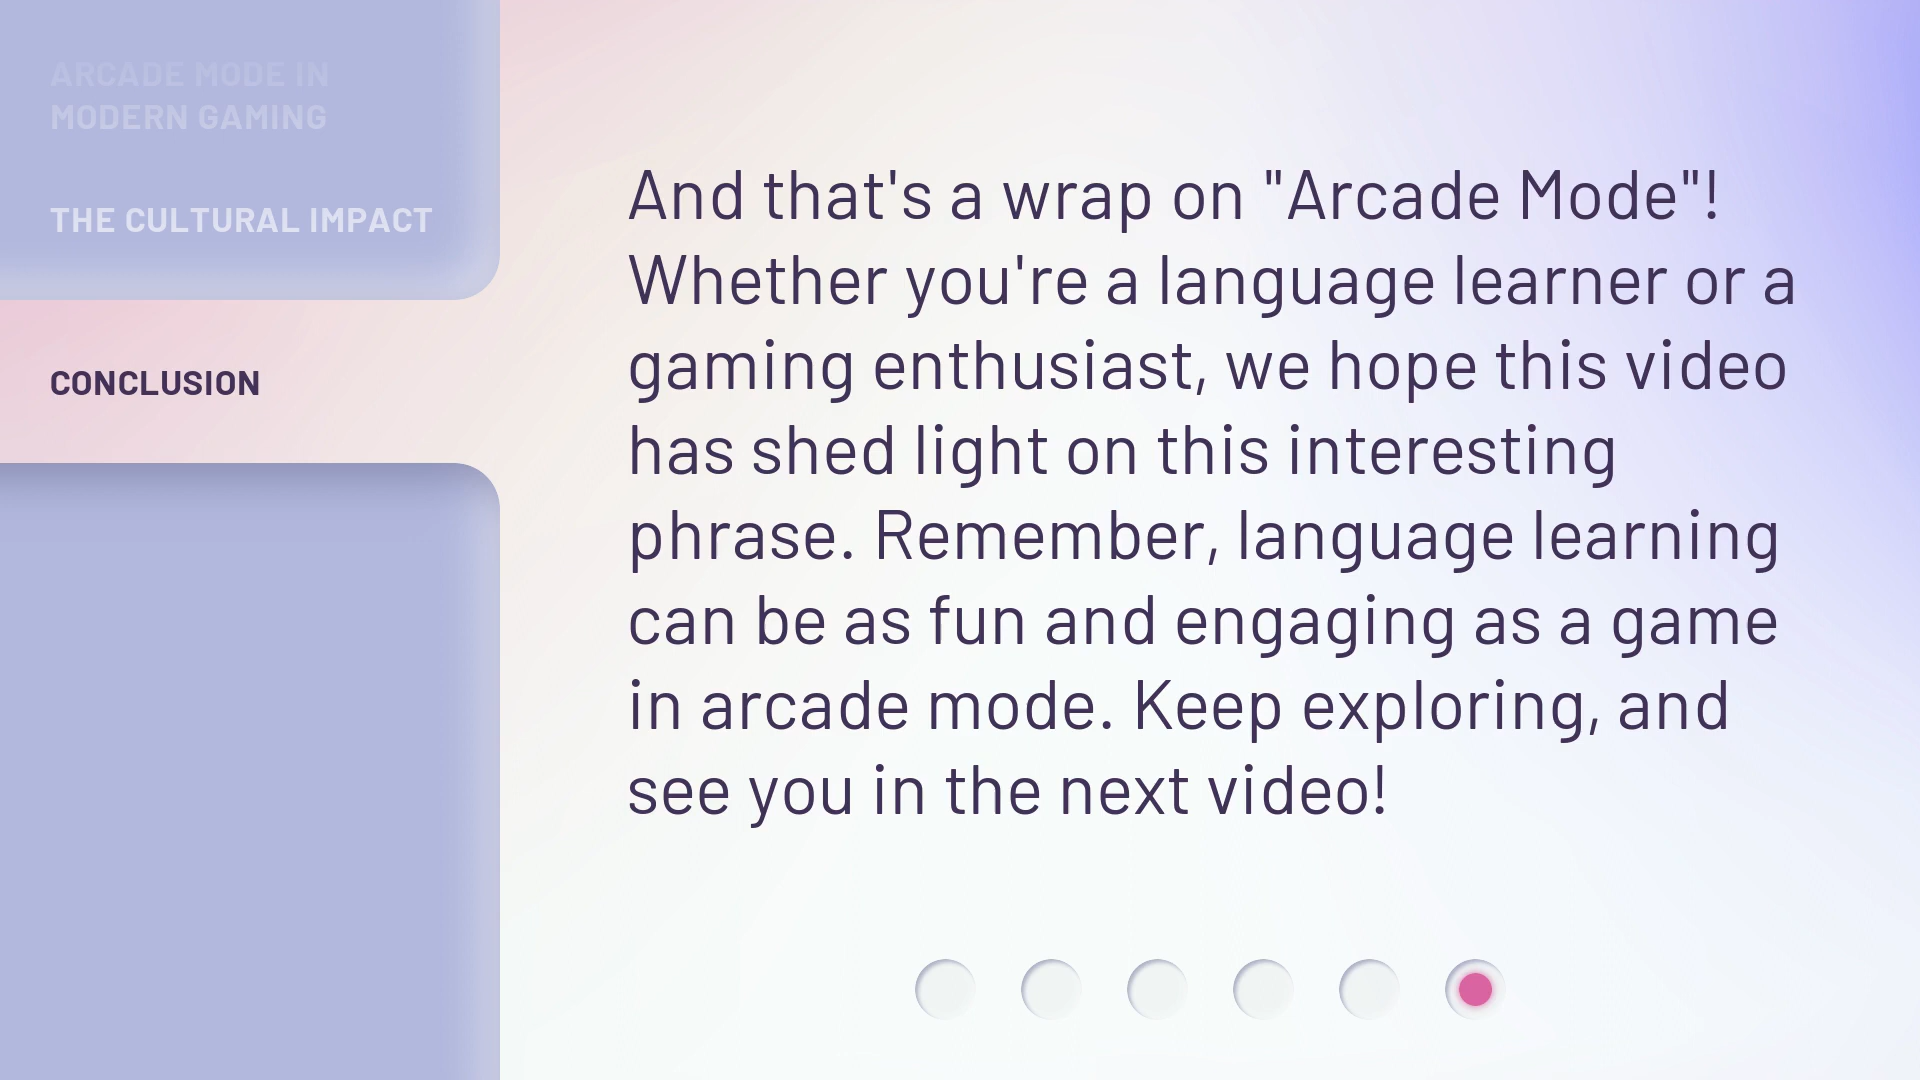 ARCADE MODE IN
MODERN GAMING
THE CULTURAL IMPACT
CONCLUSION
And that's a wrap on "Arcade Mode"!
Whether you're a language learner or a
gaming enthusiast, we hope this video
has shed light on this interesting
phrase. Remember, language learning
can be as fun and engaging as a game
in arcade mode. Keep exploring, and
see you in the next video!